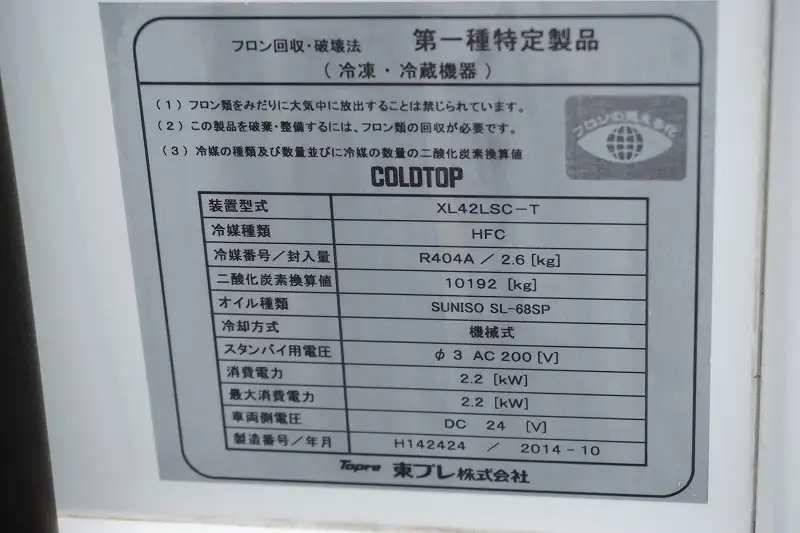 フロン回収・破壊法 第一種特定製品
(冷凍・冷蔵機器)
(1)フロン類をみだりに大気中に放出することは禁じられています。
(2)この製品を破棄・整備するには、フロン類の回収が必要です。
(3)冷媒の種類及び数量並びに冷媒の数量の二酸化炭素換算値
フロンの見える化
COLDTOP
装置型式 XL42LSC-T
冷媒種類 HFC
冷媒番号/封入量 R404A / 2.6 [kg]
二酸化炭素換算値 10192 [kg]
オイル種類 SUNISO SL-68SP
冷却方式 機械式
スタンバイ用電圧 φ3 AC 200 [V]
消費電力 2.2 [kW]
最大消費電力 2.2 [kW]
車両側電圧 DC 24 [V]
製造番号/年月 H142424 / 2014-10
Topre 東プレ株式会社